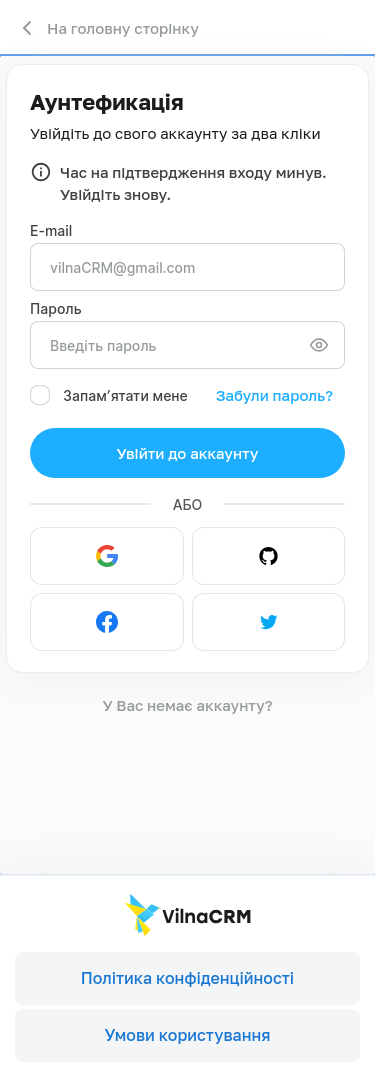 На головну сторінку
Аунтефикація
Увійдіть до свого аккаунту за два кліки
Час на підтвердження входу минув.
Увійдіть знову.
E-mail
vilnaCRM@gmail.com
Пароль
Введіть пароль
Запам’ятати мене
Забули пароль?
Увійти до аккаунту
АБО
У Вас немає аккаунту?
VilnaCRM
Політика конфіденційності
Умови користування